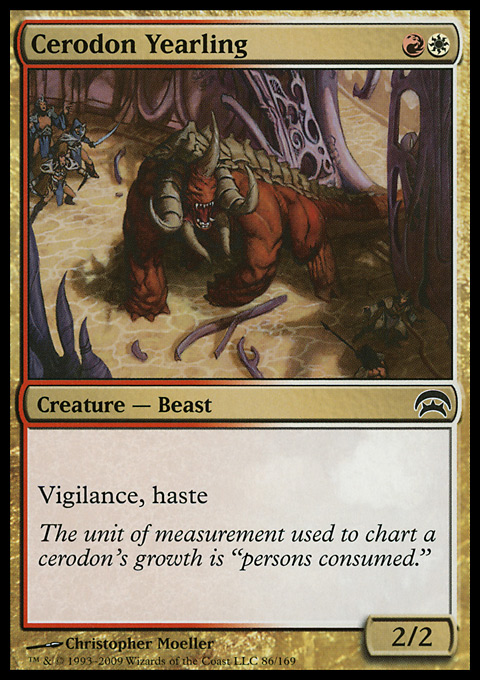 Cerodon Yearling
Creature — Beast
Vigilance, haste
The unit of measurement used to chart a
cerodon's growth is “persons consumed.”
Christopher Moeller
2/2
™ & © 1993-2009 Wizards of the Coast LLC 86/169